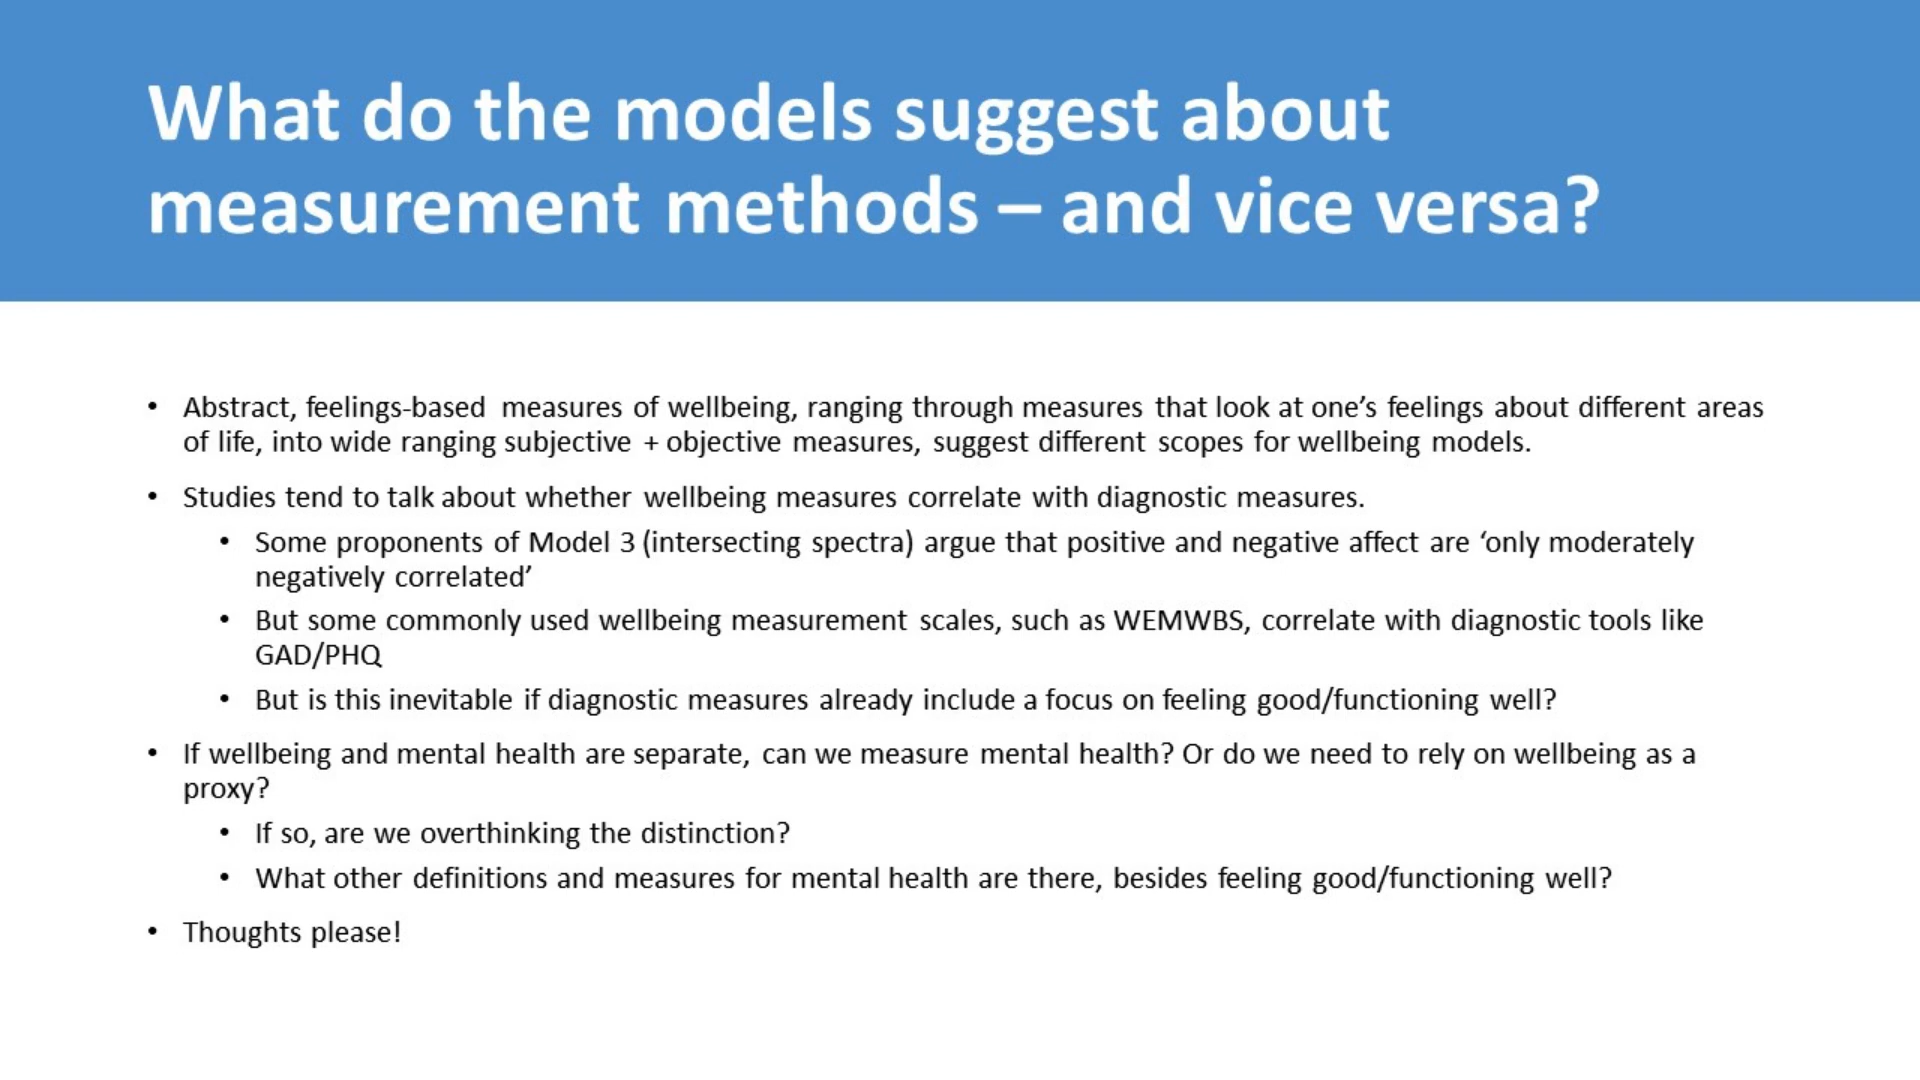 What do the models suggest about
measurement methods – and vice versa?
• Abstract, feelings-based measures of wellbeing, ranging through measures that look at one’s feelings about different areas
of life, into wide ranging subjective + objective measures, suggest different scopes for wellbeing models.
• Studies tend to talk about whether wellbeing measures correlate with diagnostic measures.
• Some proponents of Model 3 (intersecting spectra) argue that positive and negative affect are ‘only moderately
negatively correlated’
• But some commonly used wellbeing measurement scales, such as WEMWBS, correlate with diagnostic tools like
GAD/PHQ
• But is this inevitable if diagnostic measures already include a focus on feeling good/functioning well?
• If wellbeing and mental health are separate, can we measure mental health? Or do we need to rely on wellbeing as a
proxy?
• If so, are we overthinking the distinction?
• What other definitions and measures for mental health are there, besides feeling good/functioning well?
• Thoughts please!